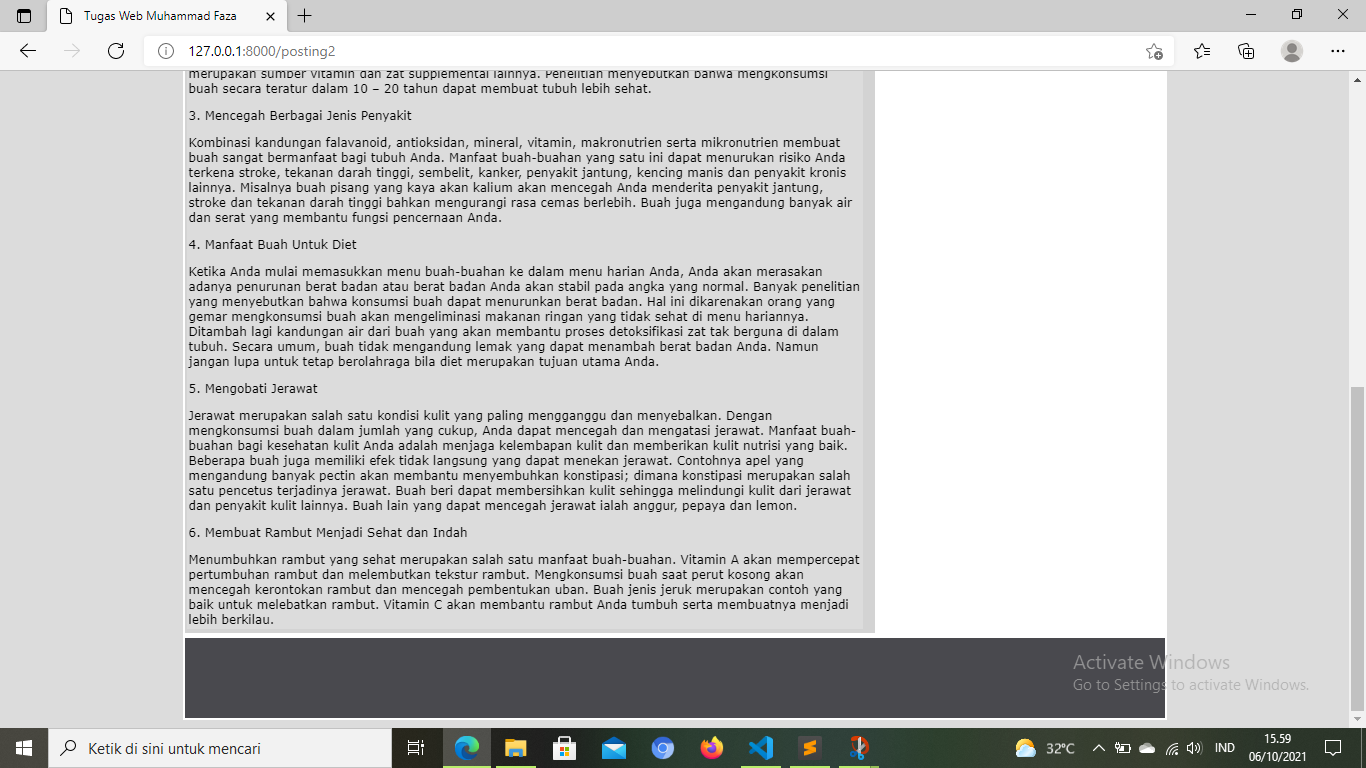 Tugas Web Muhammad Faza
127.0.0.1:8000/posting2
merupakan sumber vitamin dan zat supplemental lainnya. Penelitian menyebutkan bahwa mengkonsumsi
buah secara teratur dalam 10 – 20 tahun dapat membuat tubuh lebih sehat.
3. Mencegah Berbagai Jenis Penyakit
Kombinasi kandungan falavanoid, antioksidan, mineral, vitamin, makronutrien serta mikronutrien membuat
buah sangat bermanfaat bagi tubuh Anda. Manfaat buah-buahan yang satu ini dapat menurukan risiko Anda
terkena stroke, tekanan darah tinggi, sembelit, kanker, penyakit jantung, kencing manis dan penyakit kronis
lainnya. Misalnya buah pisang yang kaya akan kalium akan mencegah Anda menderita penyakit jantung,
stroke dan tekanan darah tinggi bahkan mengurangi rasa cemas berlebih. Buah juga mengandung banyak air
dan serat yang membantu fungsi pencernaan Anda.
4. Manfaat Buah Untuk Diet
Ketika Anda mulai memasukkan menu buah-buahan ke dalam menu harian Anda, Anda akan merasakan
adanya penurunan berat badan atau berat badan Anda akan stabil pada angka yang normal. Banyak penelitian
yang menyebutkan bahwa konsumsi buah dapat menurunkan berat badan. Hal ini dikarenakan orang yang
gemar mengkonsumsi buah akan mengeliminasi makanan ringan yang tidak sehat di menu hariannya.
Ditambah lagi kandungan air dari buah yang akan membantu proses detoksifikasi zat tak berguna di dalam
tubuh. Secara umum, buah tidak mengandung lemak yang dapat menambah berat badan Anda. Namun
jangan lupa untuk tetap berolahraga bila diet merupakan tujuan utama Anda.
5. Mengobati Jerawat
Jerawat merupakan salah satu kondisi kulit yang paling mengganggu dan menyebalkan. Dengan
mengkonsumsi buah dalam jumlah yang cukup, Anda dapat mencegah dan mengatasi jerawat. Manfaat buah-
buahan bagi kesehatan kulit Anda adalah menjaga kelembapan kulit dan memberikan kulit nutrisi yang baik.
Beberapa buah juga memiliki efek tidak langsung yang dapat menekan jerawat. Contohnya apel yang
mengandung banyak pectin akan membantu menyembuhkan konstipasi; dimana konstipasi merupakan salah
satu pencetus terjadinya jerawat. Buah beri dapat membersihkan kulit sehingga melindungi kulit dari jerawat
dan penyakit kulit lainnya. Buah lain yang dapat mencegah jerawat ialah anggur, pepaya dan lemon.
6. Membuat Rambut Menjadi Sehat dan Indah
Menumbuhkan rambut yang sehat merupakan salah satu manfaat buah-buahan. Vitamin A akan mempercepat
pertumbuhan rambut dan melembutkan tekstur rambut. Mengkonsumsi buah saat perut kosong akan
mencegah kerontokan rambut dan mencegah pembentukan uban. Buah jenis jeruk merupakan contoh yang
baik untuk melebatkan rambut. Vitamin C akan membantu rambut Anda tumbuh serta membuatnya menjadi
lebih berkilau.
Activate Windows
Go to Settings to activate Windows.
Ketik di sini untuk mencari
32°C
IND
15.59
06/10/2021